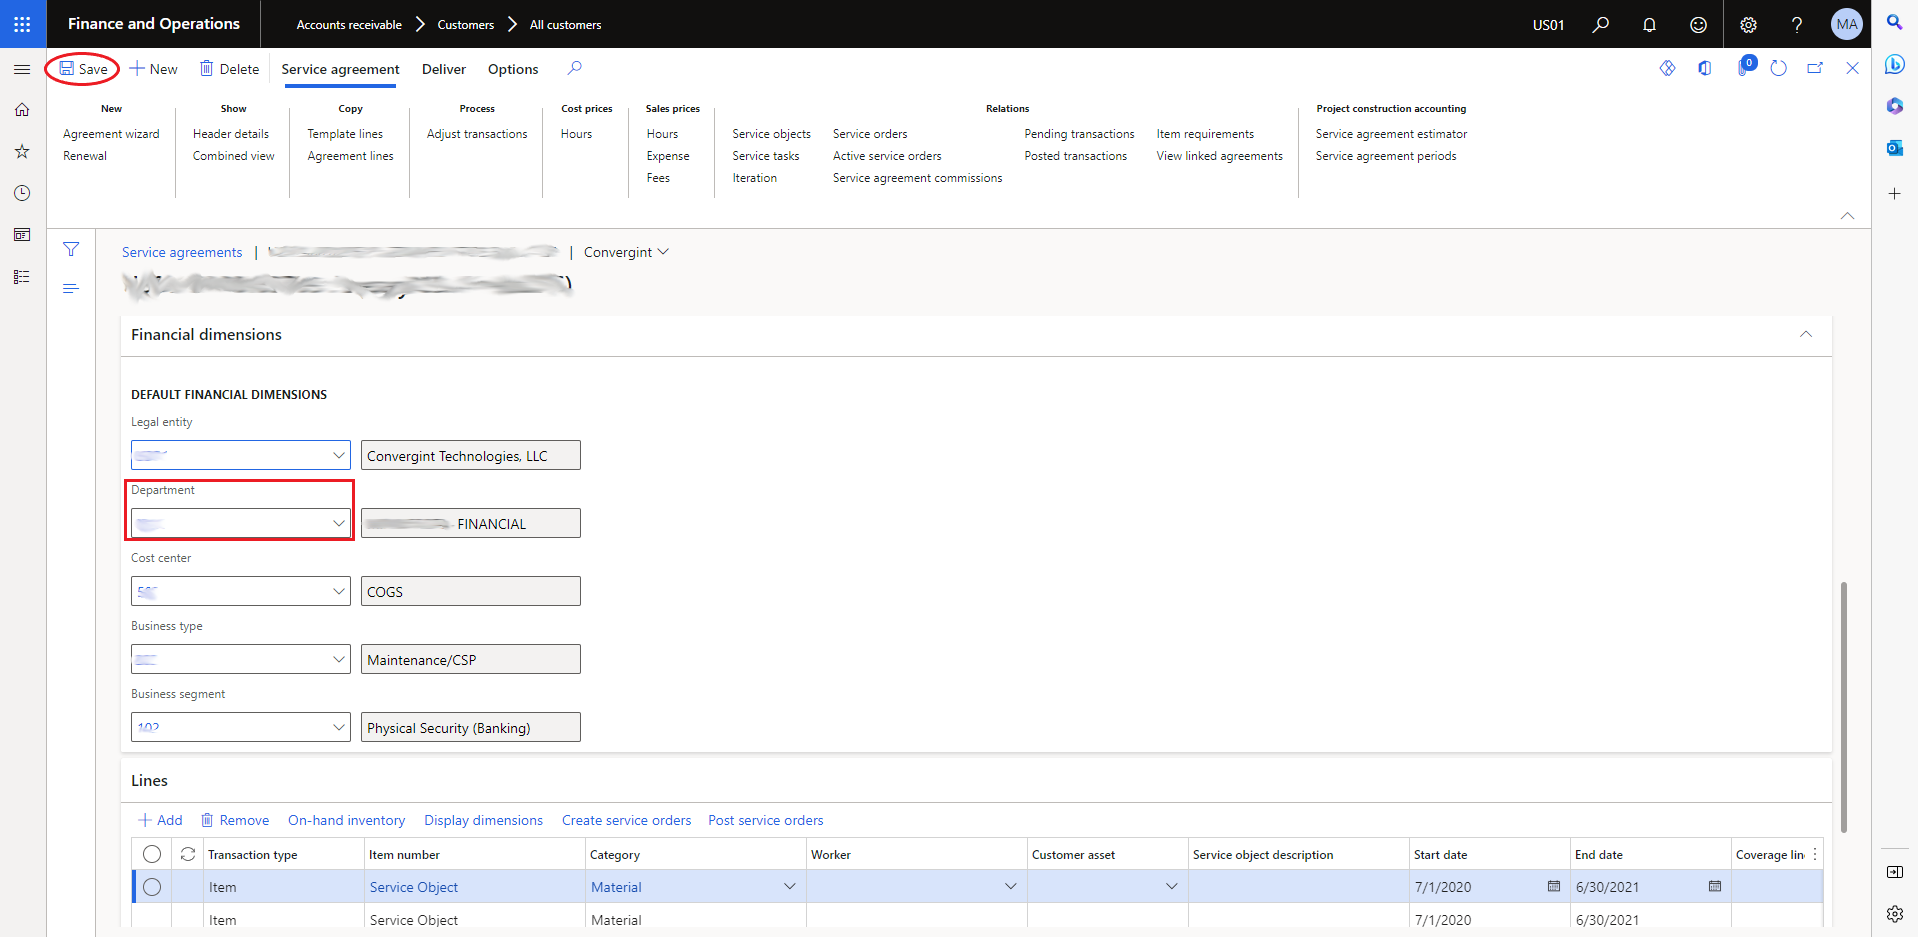 Finance and Operations
Accounts receivable > Customers > All customers
US01
? MA
Save
New
Delete
Service agreement
Deliver
Options
0
New
Agreement wizard
Renewal
Show
Header details
Combined view
Copy
Template lines
Agreement lines
Process
Adjust transactions
Cost prices
Hours
Sales prices
Hours
Expense
Fees
Relations
Service objects
Service tasks
Iteration
Service orders
Active service orders
Service agreement commissions
Pending transactions
Posted transactions
Item requirements
View linked agreements
Project construction accounting
Service agreement estimator
Service agreement periods
Service agreements | | Convergint
Financial dimensions
DEFAULT FINANCIAL DIMENSIONS
Legal entity
Convergint Technologies, LLC
Department
FINANCIAL
Cost center
COGS
Business type
Maintenance/CSP
Business segment
102 Physical Security (Banking)
Lines
Add
Remove
On-hand inventory
Display dimensions
Create service orders
Post service orders
Transaction type Item number Category Worker Customer asset Service object description Start date End date Coverage lin
Item Service Object Material 7/1/2020 6/30/2021
Item Service Object Material 7/1/2020 6/30/2021